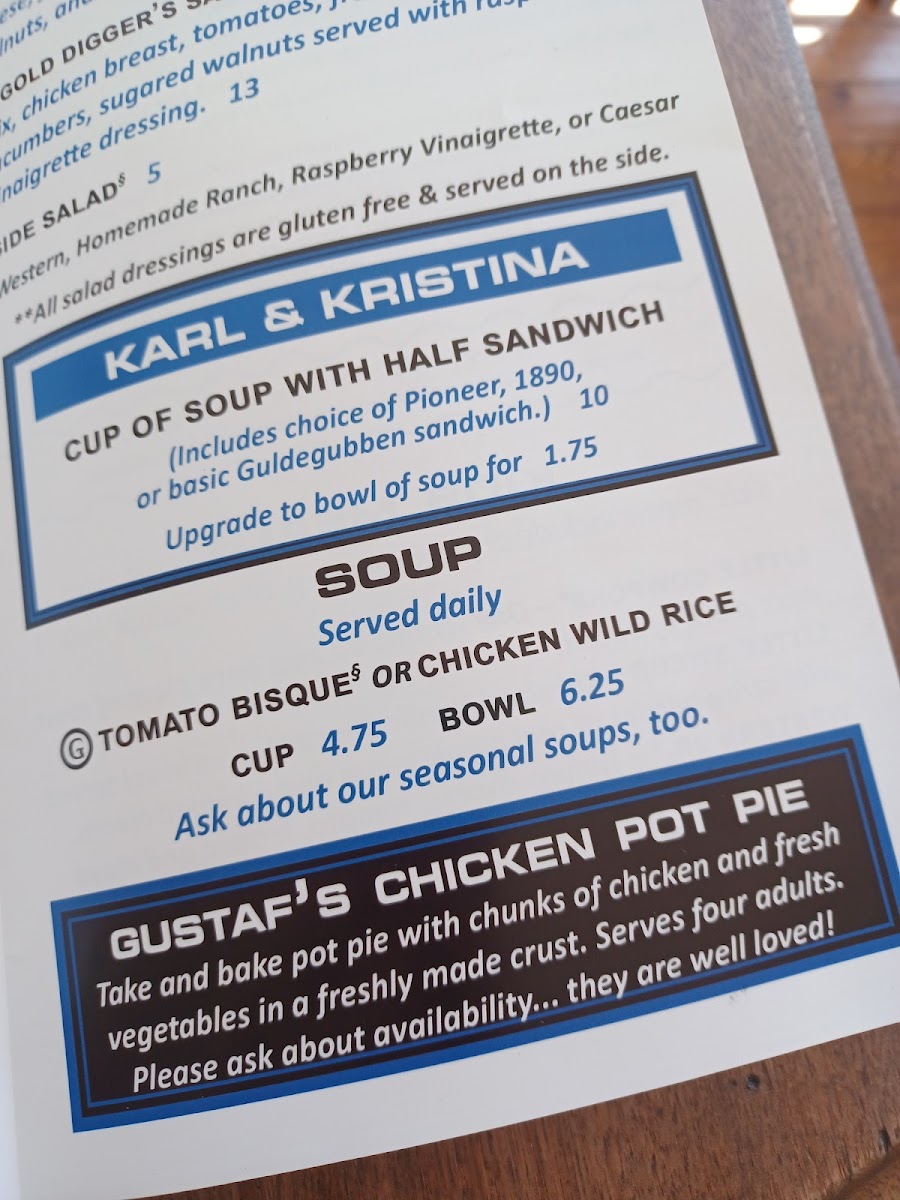 GOLD DIGGER'S
chicken breast, tomatoes,
sugared walnuts served with
dressing. 13
SIDE SALAD§ 5
Western, Homemade Ranch, Raspberry Vinaigrette, or Caesar
**All salad dressings are gluten free & served on the side.
KARL & KRISTINA
CUP OF SOUP WITH HALF SANDWICH
(Includes choice of Pioneer, 1890,
or basic Guldegubben sandwich.) 10
Upgrade to bowl of soup for 1.75
SOUP
Served daily
G TOMATO BISQUE§ OR CHICKEN WILD RICE
CUP 4.75 BOWL 6.25
Ask about our seasonal soups, too.
GUSTAF'S CHICKEN POT PIE
Take and bake pot pie with chunks of chicken and fresh
vegetables in a freshly made crust. Serves four adults.
Please ask about availability... they are well loved!